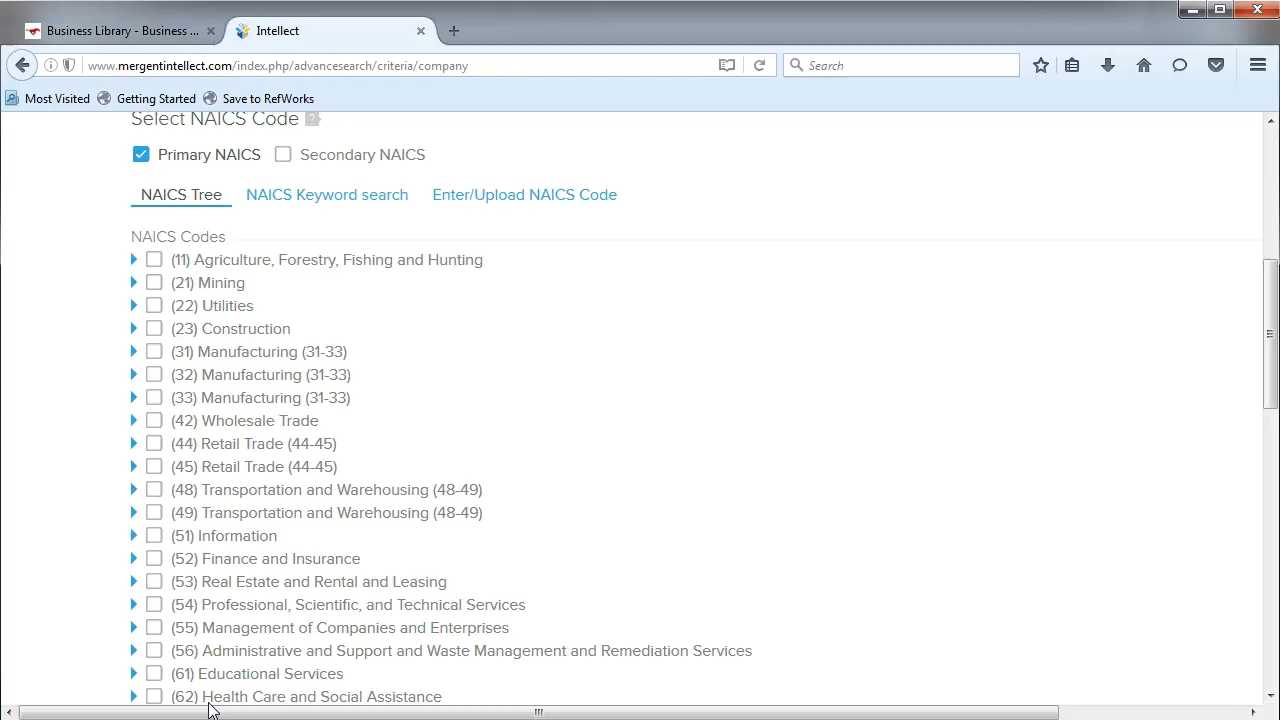 Business Library - Business ...
Intellect
www.mergentintellect.com/index.php/advancesearch/criteria/company
Search
Most Visited
Getting Started
Save to RefWorks
Select NAICS Code ?
Primary NAICS
Secondary NAICS
NAICS Tree
NAICS Keyword search
Enter/Upload NAICS Code
NAICS Codes
(11) Agriculture, Forestry, Fishing and Hunting
(21) Mining
(22) Utilities
(23) Construction
(31) Manufacturing (31-33)
(32) Manufacturing (31-33)
(33) Manufacturing (31-33)
(42) Wholesale Trade
(44) Retail Trade (44-45)
(45) Retail Trade (44-45)
(48) Transportation and Warehousing (48-49)
(49) Transportation and Warehousing (48-49)
(51) Information
(52) Finance and Insurance
(53) Real Estate and Rental and Leasing
(54) Professional, Scientific, and Technical Services
(55) Management of Companies and Enterprises
(56) Administrative and Support and Waste Management and Remediation Services
(61) Educational Services
(62) Health Care and Social Assistance